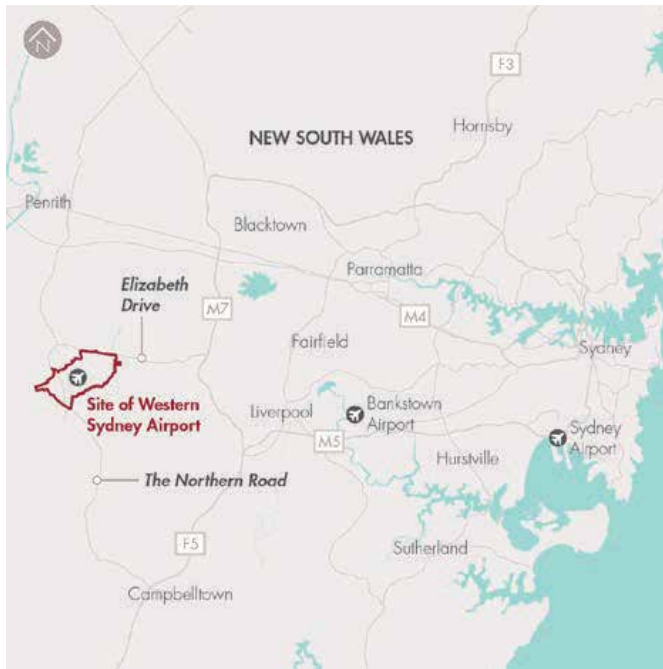 N
F3
Hornsby
NEW SOUTH WALES
Penrith
Blacktown
Parramatta
Elizabeth
Drive
M7
M4
Fairfield
Sydney
Site of Western
Sydney Airport
Liverpool
Bankstown
Airport
M5
Sydney
Airport
Hurstville
The Northern Road
F5
Sutherland
Campbelltown